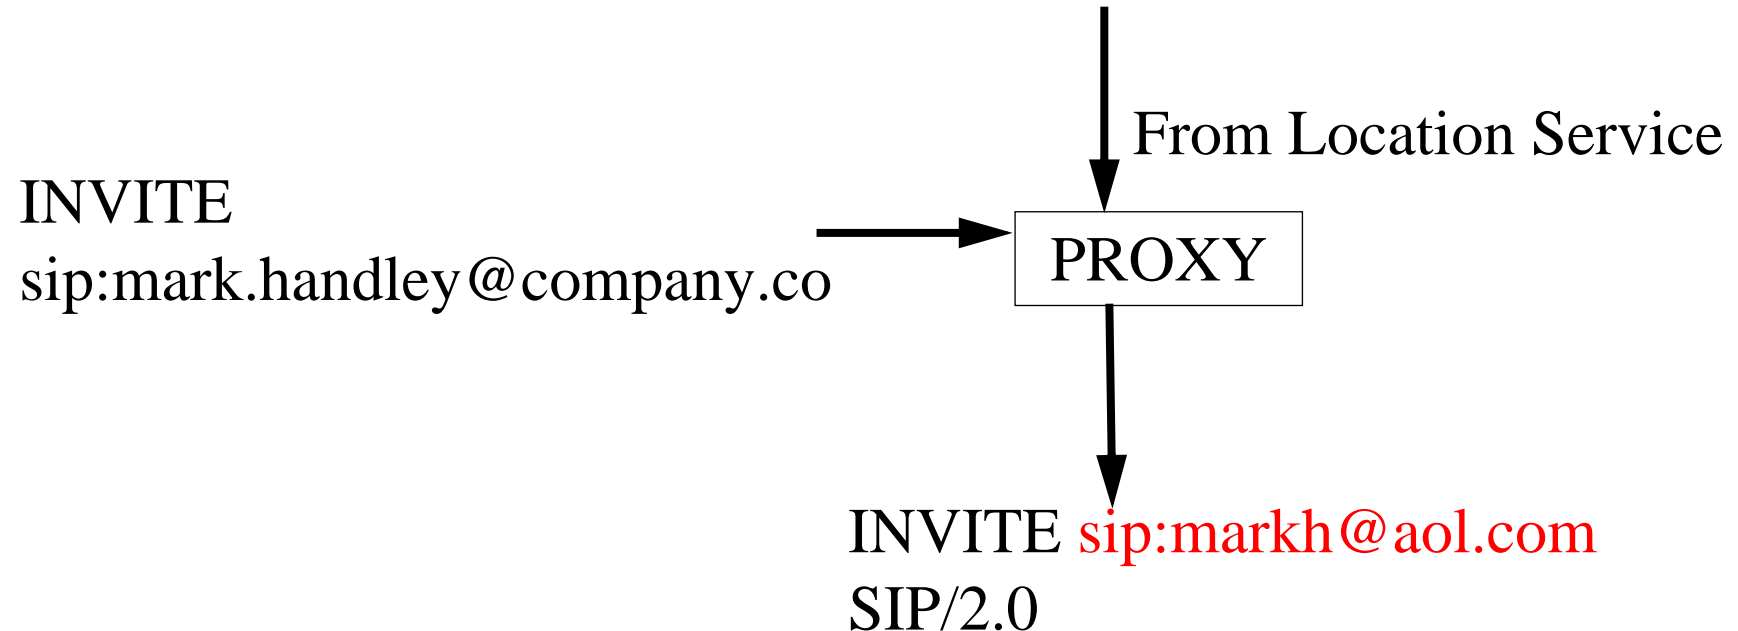 From Location Service
INVITE
sip:mark.handley@company.co
PROXY
INVITE sip:markh@aol.com
SIP/2.0